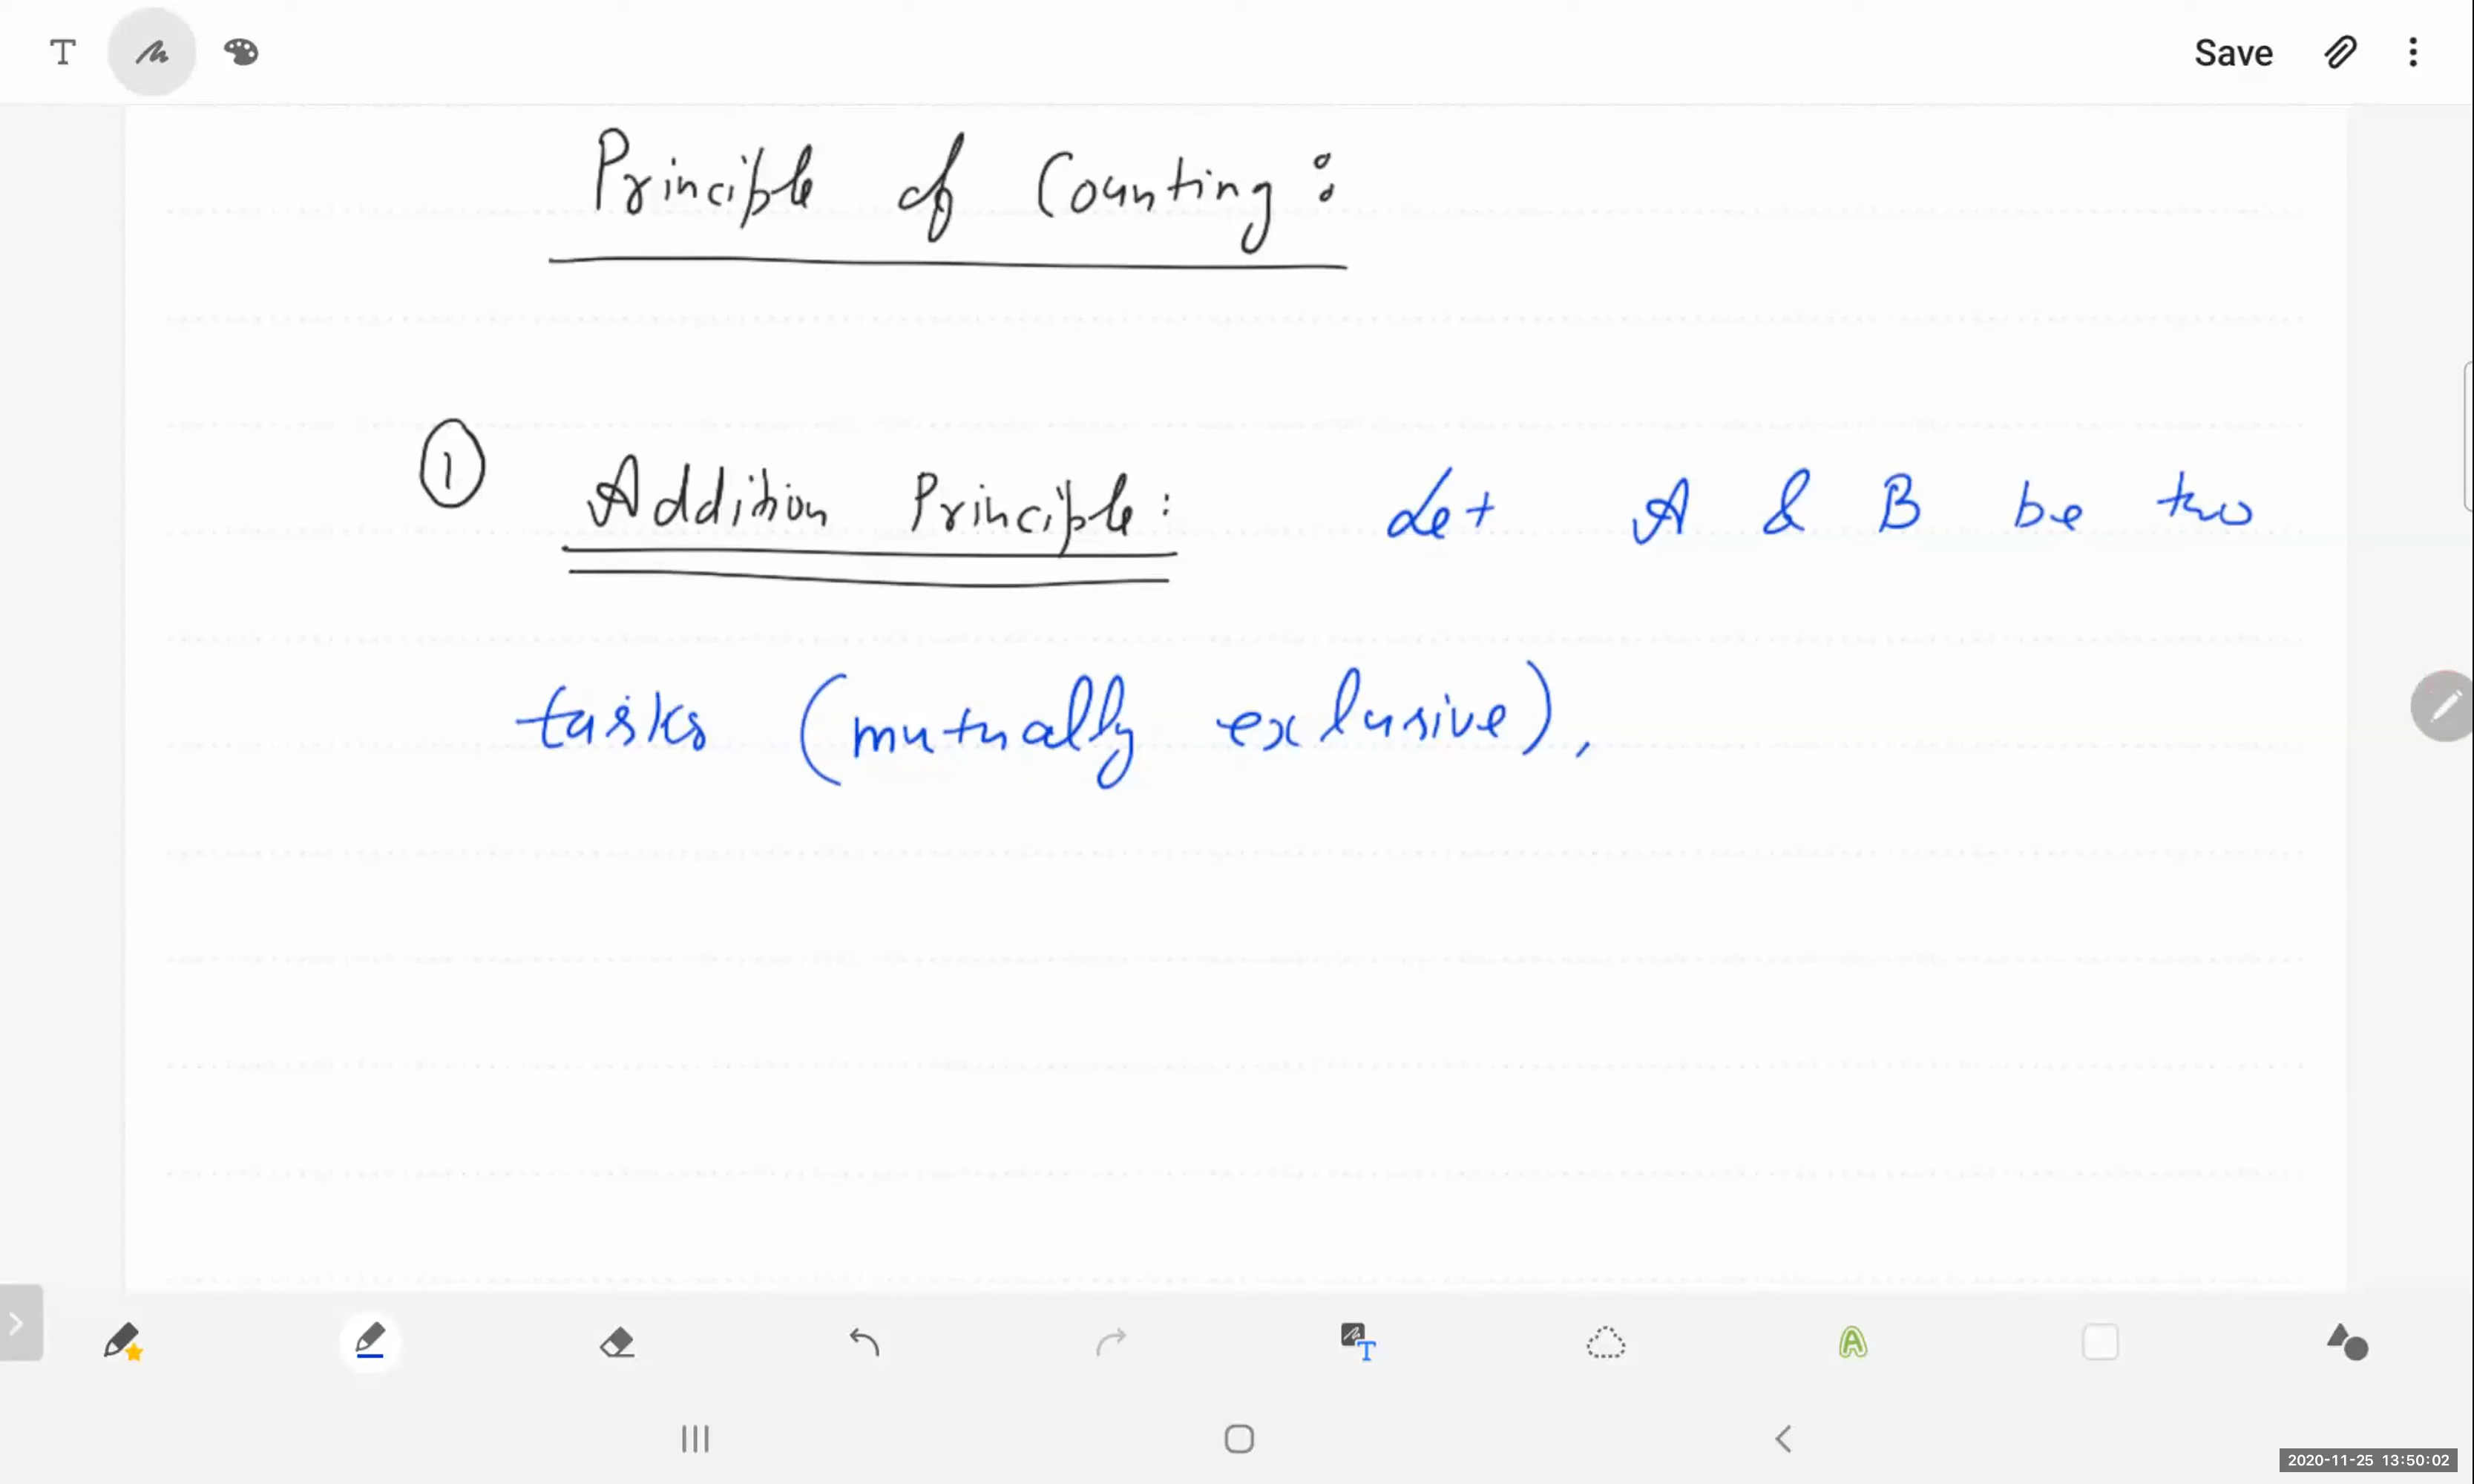 T
Save
Principle of Counting :
1 Addition Principle : Let A & B be two
tasks (mutually exclusive),
T
A
2020-11-25 13:50:02